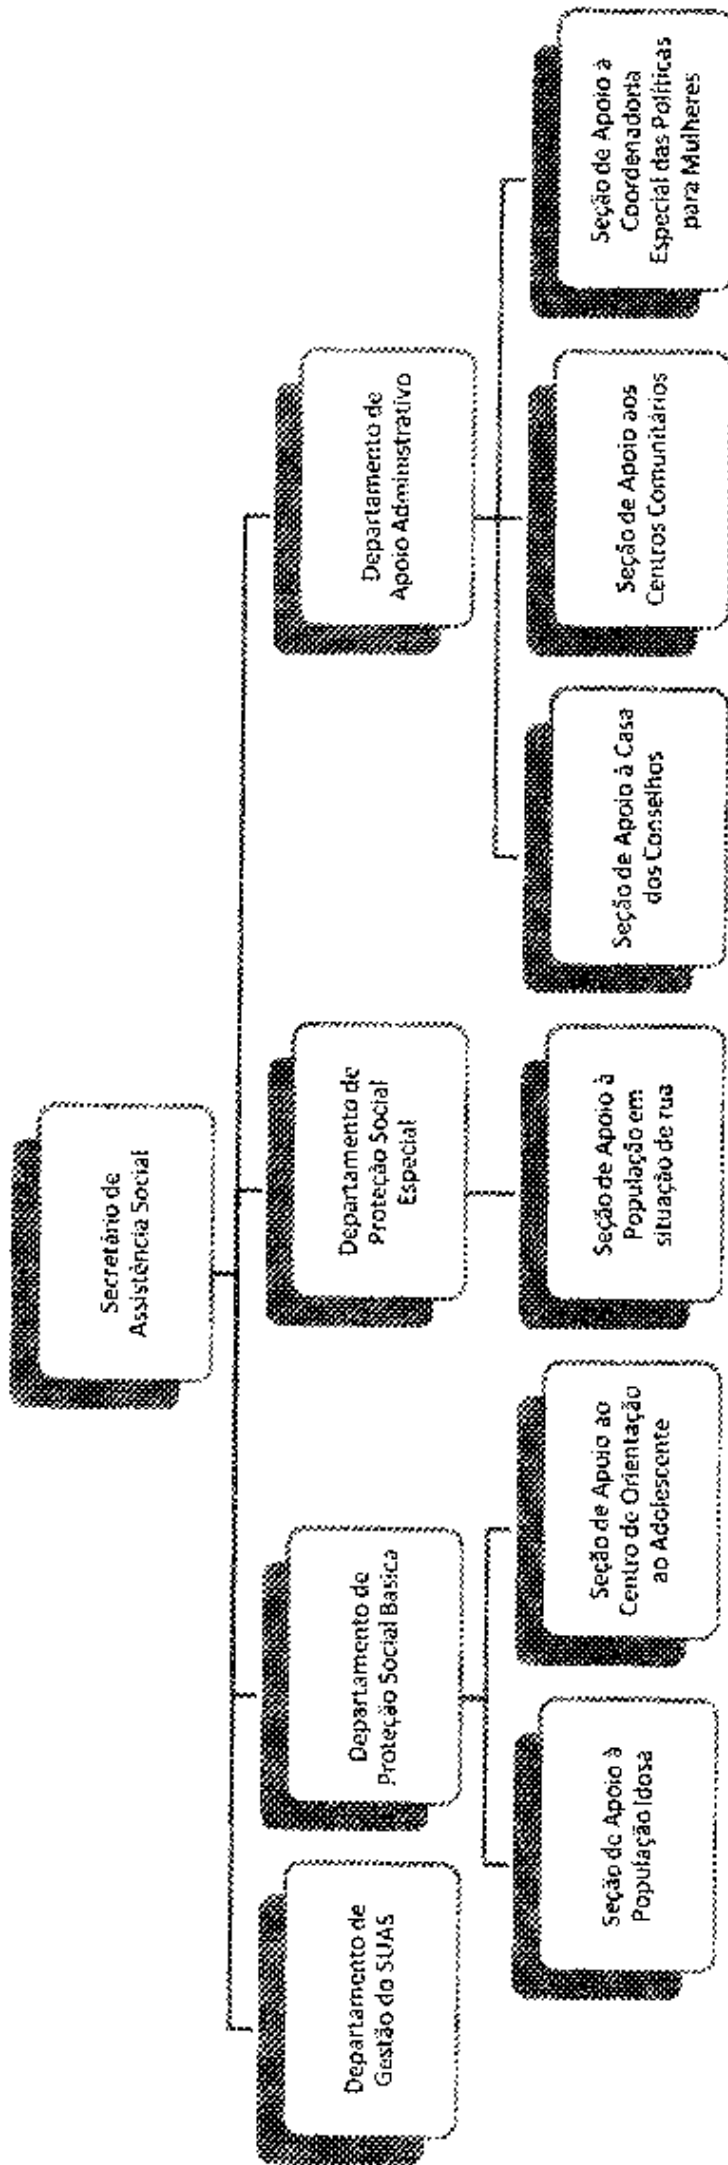 Secretário de
Assistência Social
Departamento de
Gestão do SUAS
Departamento de
Proteção Social Basica
Departamento de
Proteção Social
Especial
Departamento de
Apoio Administrativo
Seção de Apoio à
População Idosa
Seção de Apoio ao
Centro de Orientação
ao Adolescente
Seção de Apoio à
População em
situação de rua
Seção de Apoio à Casa
dos Conselhos
Seção de Apoio aos
Centros Comunitários
Seção de Apoio à
Coordenadoria
Especial das Políticas
para Mulheres